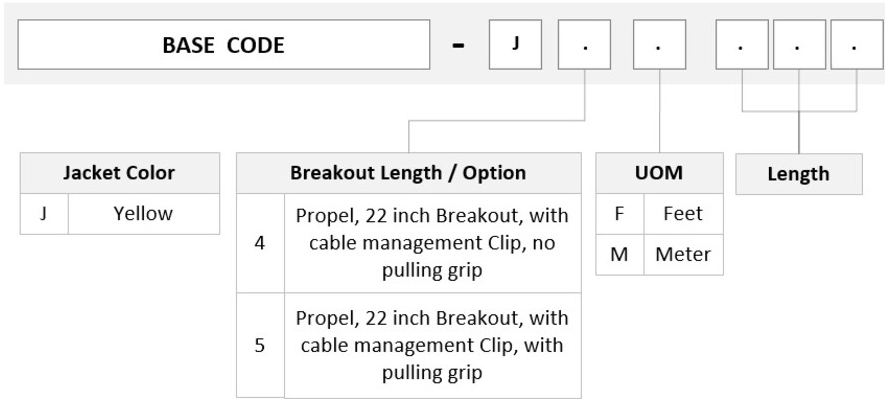 BASE CODE - J . . . . .
Jacket Color
J Yellow
Breakout Length / Option
4 Propel, 22 inch Breakout, with
cable management Clip, no
pulling grip
5 Propel, 22 inch Breakout, with
cable management Clip, with
pulling grip
UOM
F Feet
M Meter
Length